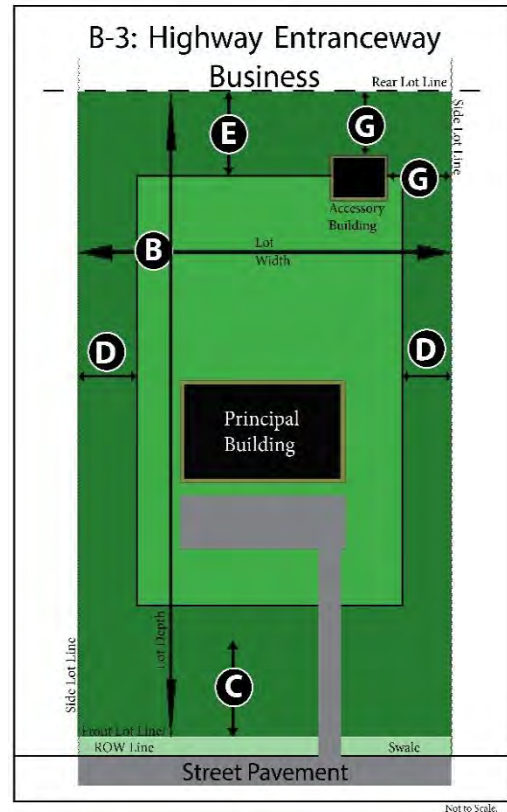 B-3: Highway Entranceway
Business
Rear Lot Line
Side Lot Line
E
G
G
Accessory
Building
B
Lot
Width
D
D
Principal
Building
Lot Depth
Side Lot Line
C
Front Lot Line/
ROW Line
Swale
Street Pavement
Not to Scale.